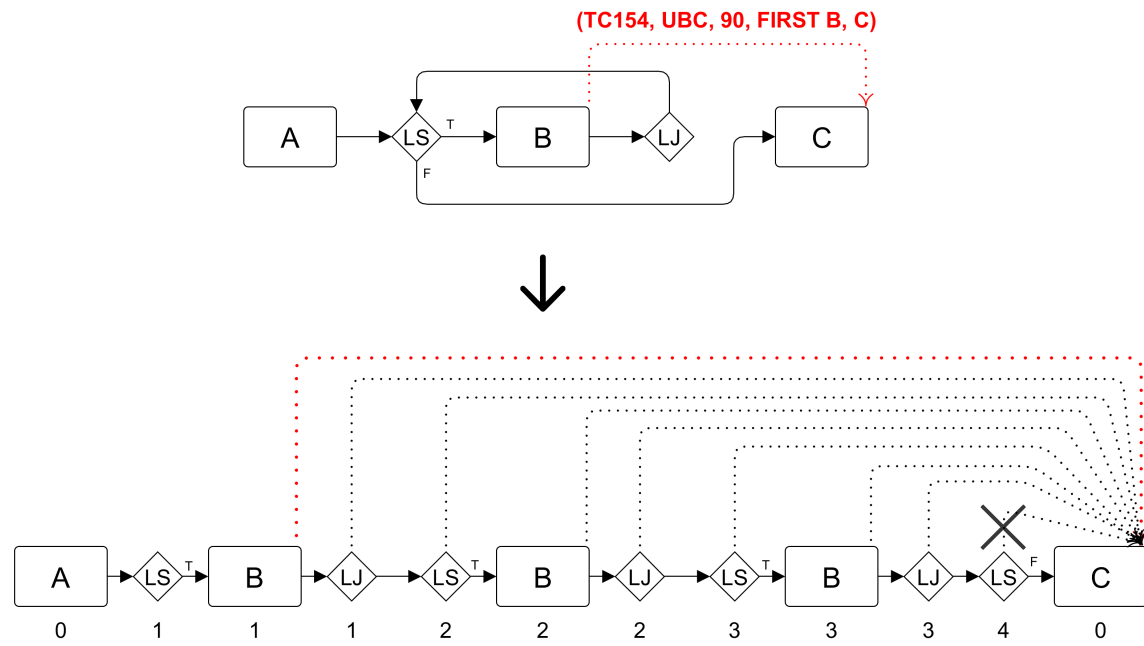 (TC154, UBC, 90, FIRST B, C)
A LS T B LJ C
F
A LS T B LJ LS T B LJ LS T B LJ LS F C
0 1 1 1 2 2 2 3 3 3 4 0